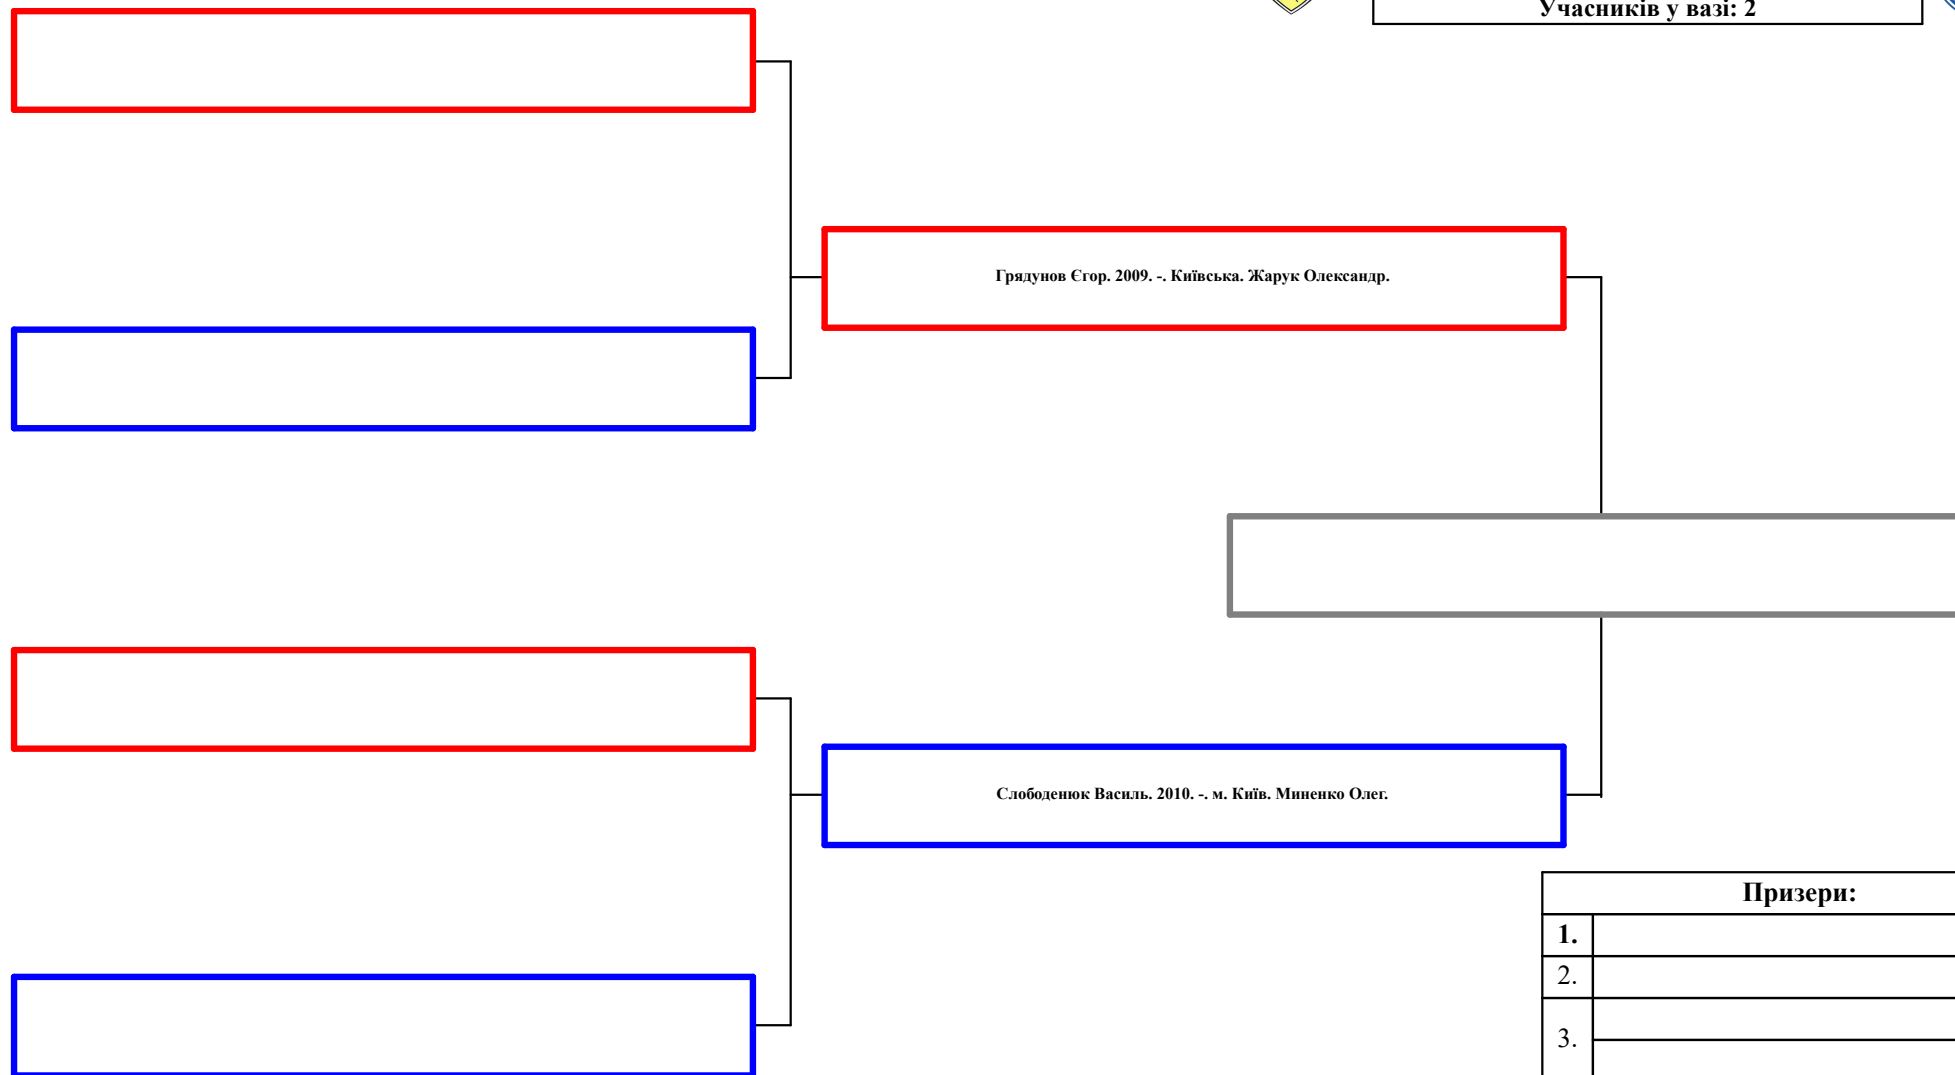 Учасників у вазі: 2
Грядунов Єгор. 2009. -. Київська. Жарук Олександр.
Слободенюк Василь. 2010. -. м. Київ. Миненко Олег.
Призери:
1.
2.
3.